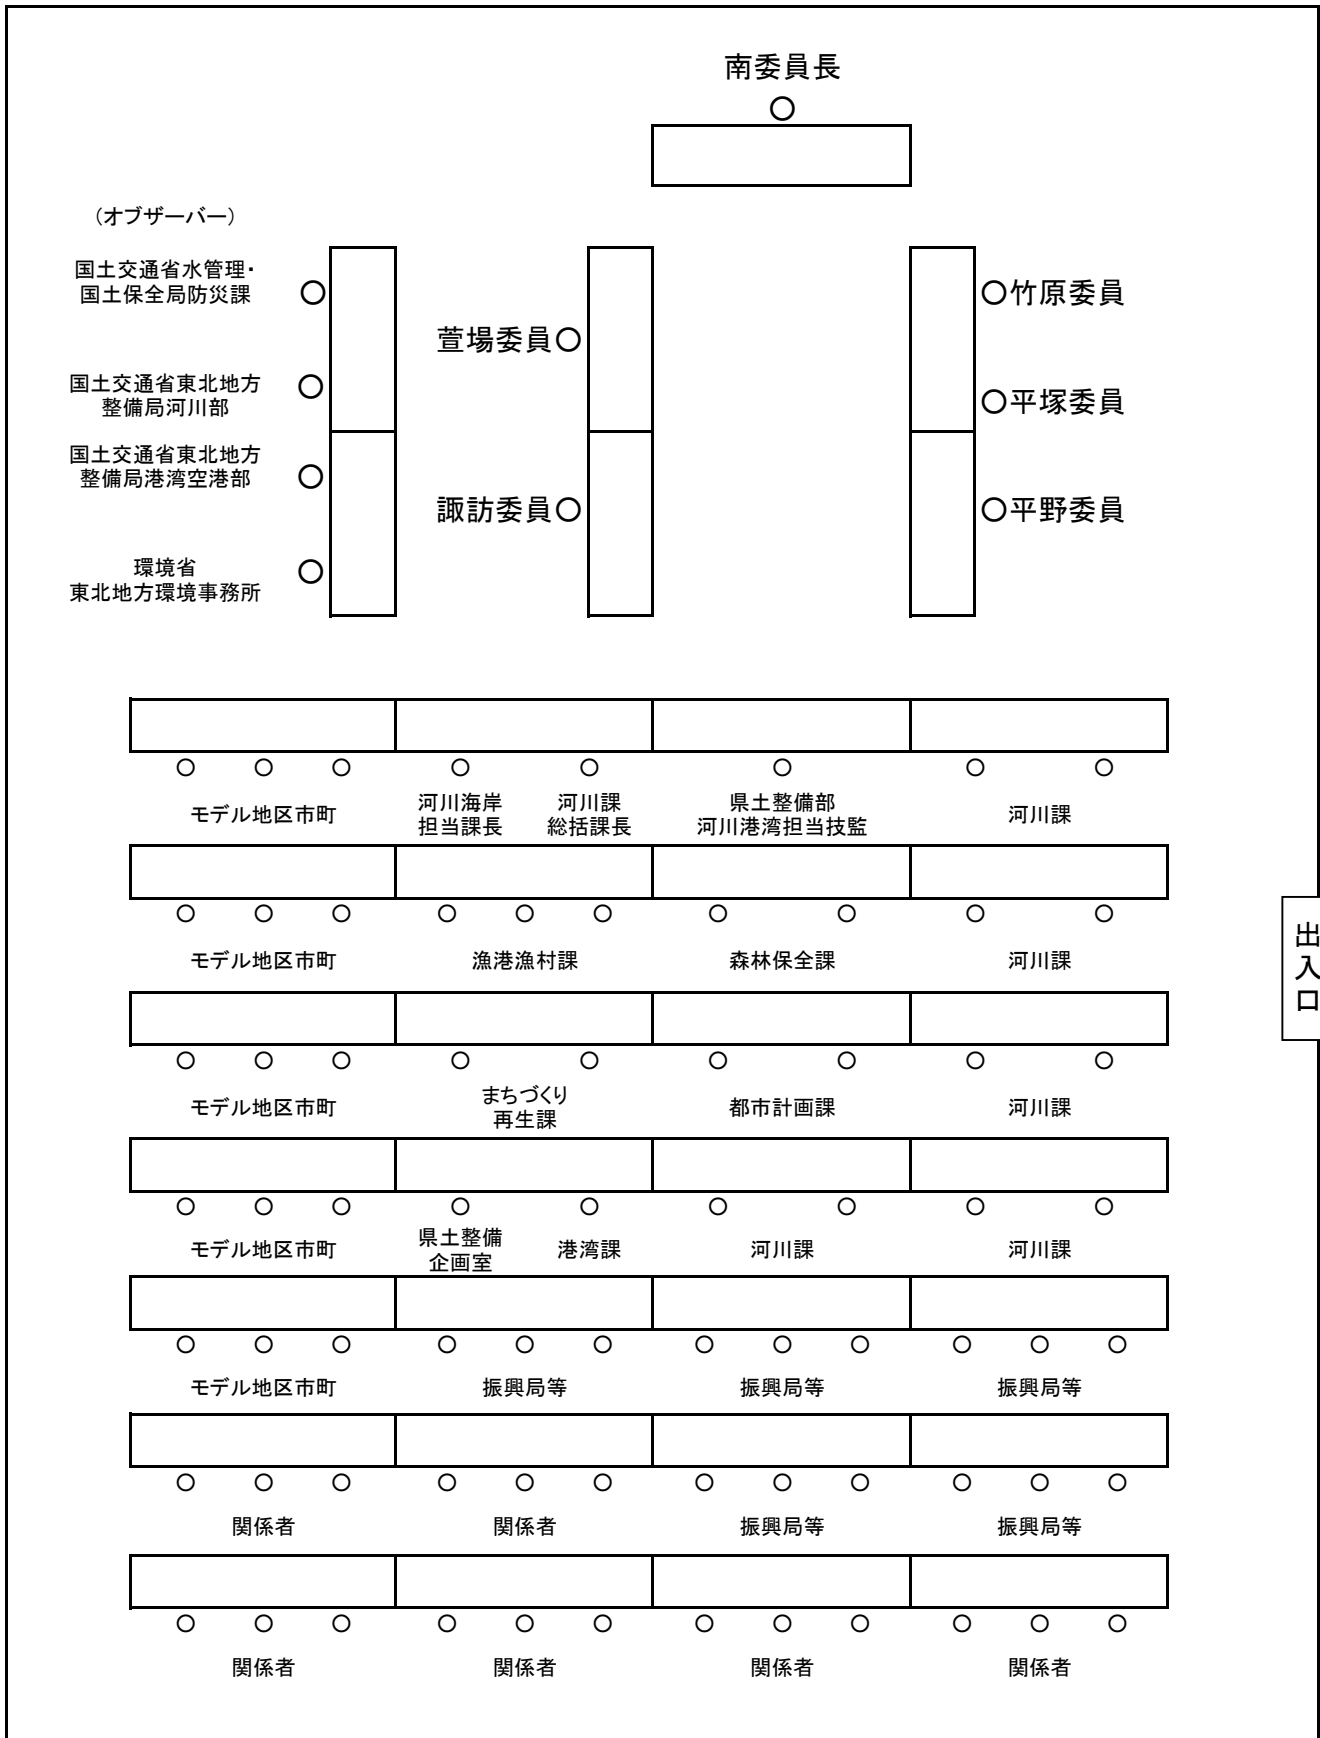 南委員長
(オブザーバー)
国土交通省水管理・
国土保全局防災課
竹原委員
萱場委員
国土交通省東北地方
整備局河川部
平塚委員
国土交通省東北地方
整備局港湾空港部
諏訪委員
平野委員
環境省
東北地方環境事務所
モデル地区市町
河川海岸
担当課長
河川課
総括課長
県土整備部
河川港湾担当技監
河川課
モデル地区市町
漁港漁村課
森林保全課
河川課
出
入
口
モデル地区市町
まちづくり
再生課
都市計画課
河川課
モデル地区市町
県土整備
企画室
港湾課
河川課
河川課
モデル地区市町
振興局等
振興局等
振興局等
関係者
関係者
振興局等
振興局等
関係者
関係者
関係者
関係者